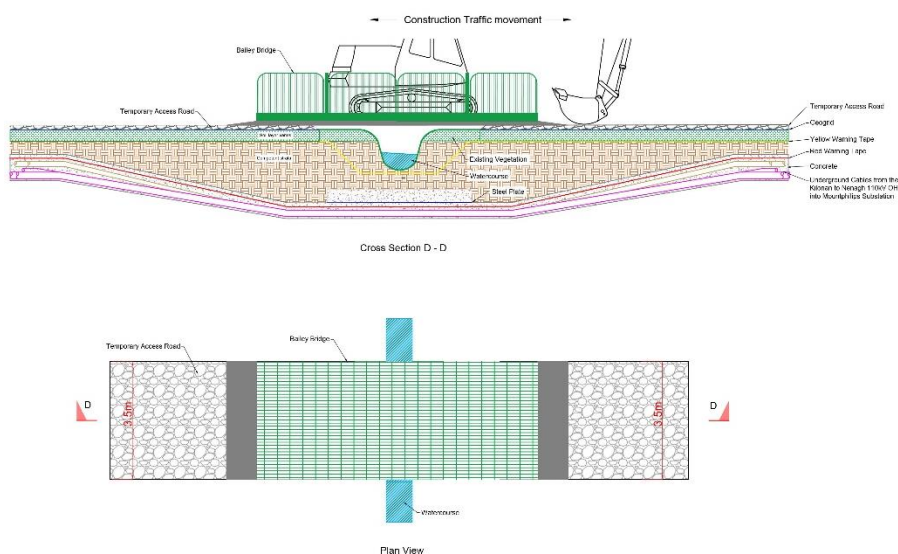 Construction Traffic movement
Bailey Bridge
Temporary Access Road
Temporary Access Road
Geogrid
Yellow Warning Tape
Red Warning Tape
Concrete
Underground Cables from the
Kilonan to Nenagh 110kV OH
into Mountphilips Substation
Existing Vegetation
Watercourse
Steel Plate
Cross Section D - D
Bailey Bridge
Temporary Access Road
D
3.5m
3.5m
D
Watercourse
Plan View